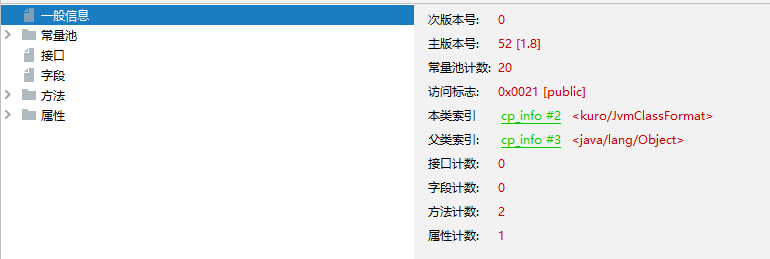 一般信息
常量池
接口
字段
方法
属性
次版本号: 0
主版本号: 52 [1.8]
常量池计数: 20
访问标志: 0x0021 [public]
本类索引 cp_info #2 <kuro/JvmClassFormat>
父类索引: cp_info #3 <java/lang/Object>
接口计数: 0
字段计数: 0
方法计数: 2
属性计数: 1